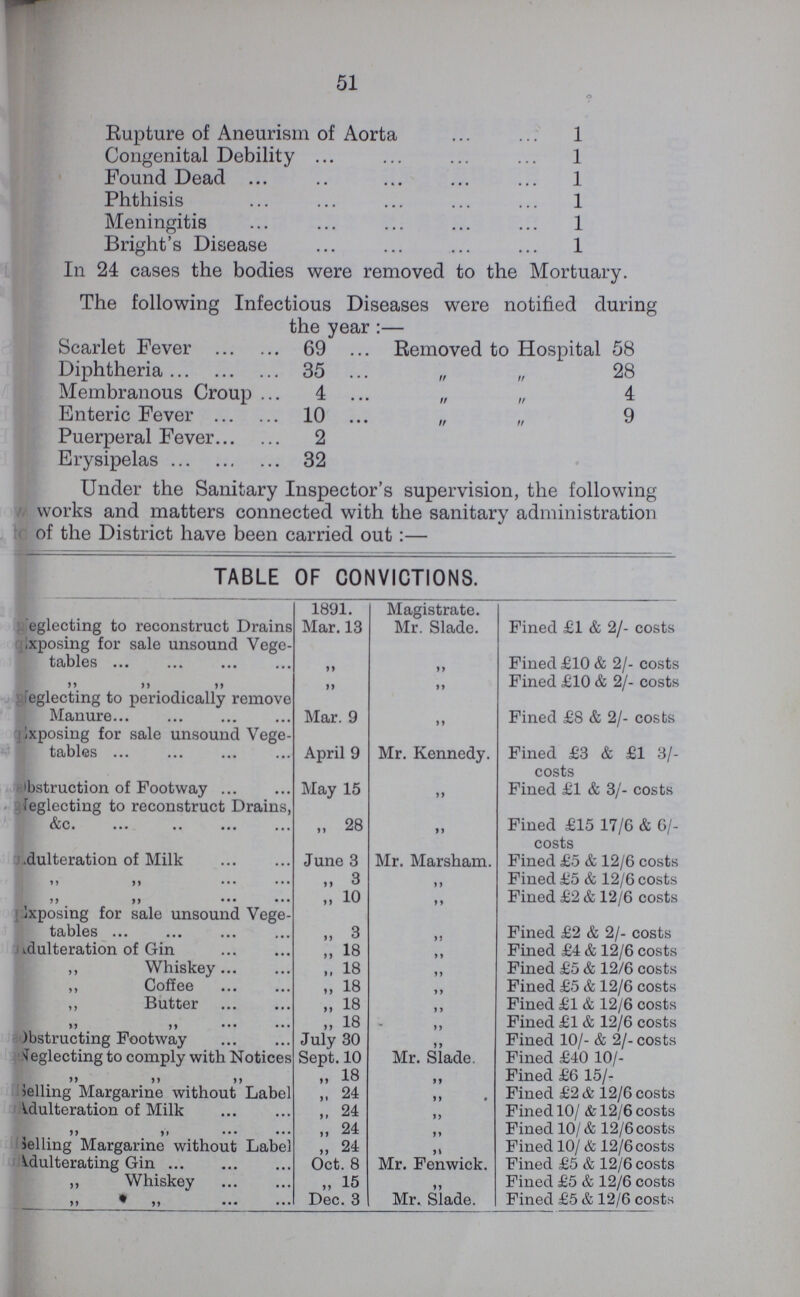 51
Rupture of Aneurism of Aorta ... ... 1
Congenital Debility ... ... ... ... 1
Found Dead ... .. ... ... ... 1
Phthisis ... ... ... ... ... 1
Meningitis ... ... ... ... ... 1
Bright's Disease ... ... ... ... 1
In 24 cases the bodies were removed to the Mortuary.
The following Infectious Diseases were notified during
the year :—
Scarlet Fever ... ... 69 ... Removed to Hospital 58
Diphtheria ... ... ... 35 ... „ „ 28
Membranous Croup ... 4 ... „ „ 4
Enteric Fever ... ... 10 ... „ „ 9
Puerperal Fever... ... 2
Erysipelas ... ... ... 32
Under the Sanitary Inspector's supervision, the following
works and matters connected with the sanitary administration
of the District have been carried out :—
TABLE OF CONVICTIONS.
1891. Magistrate.
eglecting to reconstruct Drains Mar. 13 Mr. Slade. Fined £1 & 2/- costs
xposing for sale unsound Vege-
tables ... ... ... ... „ „ Fined £10 & 2/- costs
„ „ „ „ „ Fined £10 & 2/- costs
eglecting to periodically remove
Manure... ... ... ... Mar. 9 „ Fined £8 & 2/- costs
xposing for sale unsound Vege-
tables ... ... ... ... April 9 Mr. Kennedy. Fined £3 & £1 3/-
costs
bstruction of Footway ... ... May 15 „ Fined £1 & 3/- costs
eglecting to reconstruct Drains,
&c. ... .. ... ... „ 28 „ Fined £15 17/6 & 6/-
costs
dulteration of Milk ... ... June 3 Mr. Marsham. Fined £5 & 12/6 costs
„ „ ... ... „ 3 „ Fined £5 & 12/6 costs
„ „ ... ... „ 10 „ Fined £2 & 12/6 costs
xposing for sale unsound Vege-
tables ... ... ... ... „ 3 „ Fined £2 & 2/- costs
dulteration of Gin ... ... „ 18 „ Fined £4 & 12/6 costs
„ Whiskey ... ... „ 18 „ Fined £5 & 12/6 costs
„ Coffee ... ... „ 18 „ Fined £5 & 12/6 costs
„ Butter ... ... „ 18 „ Fined £1 & 12/6 costs
„ „ ... ... „ 18 „ Fined £1 & 12/6 costs
Obstructing Footway ... ... July 30 „ Fined 10/- & 2/- costs
Neglecting to comply with Notices Sept. 10 Mr. Slade. Fined £40 10/-
„ „ „ „ 18 „ Fined £6 15/-
Selling Margarine without Label „ 24 „ Fined £2 & 12/6 costs
Adulteration of Milk ... ... „ 24 „ Fined 10/ & 12/6 costs
„ „ ... ... „ 24 „ Fined 10/ & 12/6 costs
Selling Margarine without Label „ 24 „ Fined 10/ & 12/6 costs
Adulterating Gin ... ... ... Oct. 8 Mr. Fenwick. Fined £5 & 12/6 costs
„ Whiskey ... ... „ 15 „ Fined £5 & 12/6 costs
„ „ ... ... Dec. 3 Mr. Slade. Fined £5 & 12/6 costs